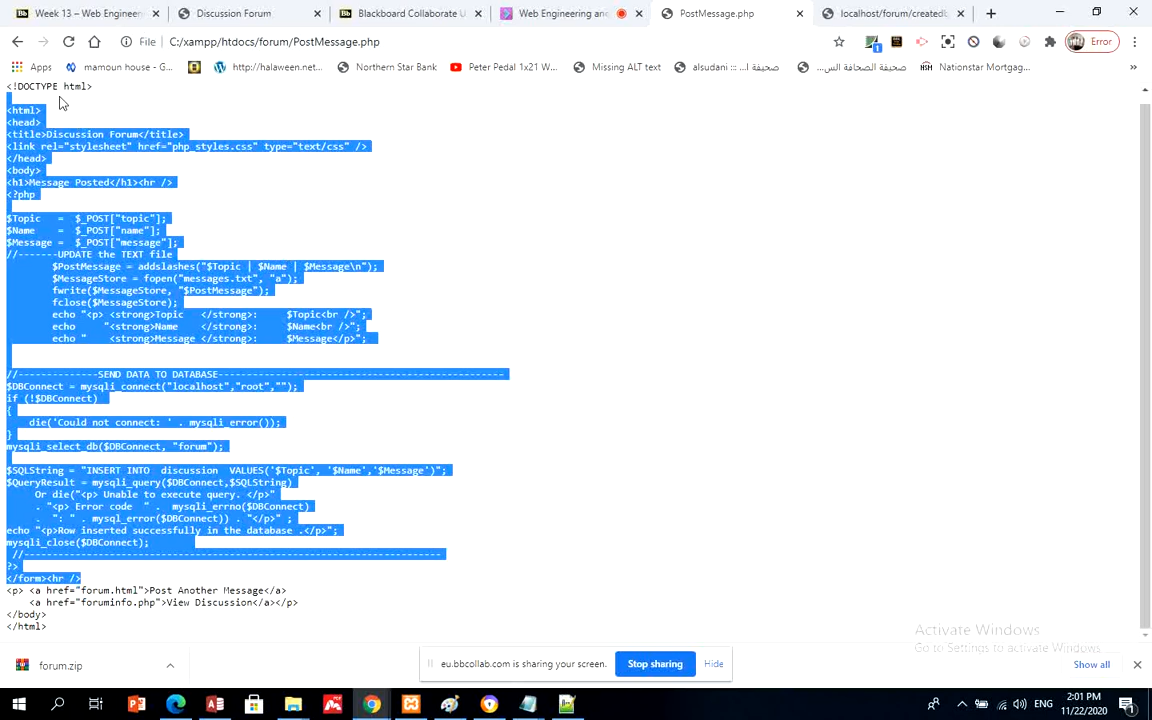 Week 13 – Web Engineer
Discussion Forum
Blackboard Collaborate U
Web Engineering and
PostMessage.php
localhost/forum/createdb
File C:/xampp/htdocs/forum/PostMessage.php
Error
Apps
mamoun house - G...
http://halaween.net...
Northern Star Bank
Peter Pedal 1x21 W...
Missing ALT text
alsudani | صحيفة ا...
صحيفة الصحافة الس...
Nationstar Mortgag...
<!DOCTYPE html>
<html>
<head>
<title>Discussion Forum</title>
<link rel="stylesheet" href="php_styles.css" type="text/css" />
</head>
<body>
<h1>Message Posted</h1><hr />
<?php
$Topic = $_POST["topic"];
$Name = $_POST["name"];
$Message = $_POST["message"];
//-------UPDATE the TEXT file
$PostMessage = addslashes("$Topic | $Name | $Message\n");
$MessageStore = fopen("messages.txt", "a");
fwrite($MessageStore, "$PostMessage");
fclose($MessageStore);
echo "<p> <strong>Topic </strong>: $Topic<br />";
echo "<strong>Name </strong>: $Name<br />";
echo " <strong>Message </strong>: $Message</p>";
//--------------SEND DATA TO DATABASE--------------------------------------------------
$DBConnect = mysqli_connect("localhost","root","");
if (!$DBConnect)
{
die('Could not connect: ' . mysqli_error());
}
mysqli_select_db($DBConnect, "forum");
$SQLString = "INSERT INTO discussion VALUES('$Topic', '$Name','$Message')";
$QueryResult = mysqli_query($DBConnect,$SQLString)
Or die("<p> Unable to execute query. </p>"
. "<p> Error code " . mysqli_errno($DBConnect)
. ": " . mysql_error($DBConnect)) . "</p>" ;
echo "<p>Row inserted successfully in the database .</p>";
mysqli_close($DBConnect);
//-------------------------------------------------------------------------
?>
</form><hr />
<p> <a href="forum.html">Post Another Message</a>
<a href="foruminfo.php">View Discussion</a></p>
</body>
</html>
Activate Windows
Go to Settings to activate Windows.
forum.zip
eu.bbcollab.com is sharing your screen.
Stop sharing
Hide
Show all
ENG
2:01 PM
11/22/2020